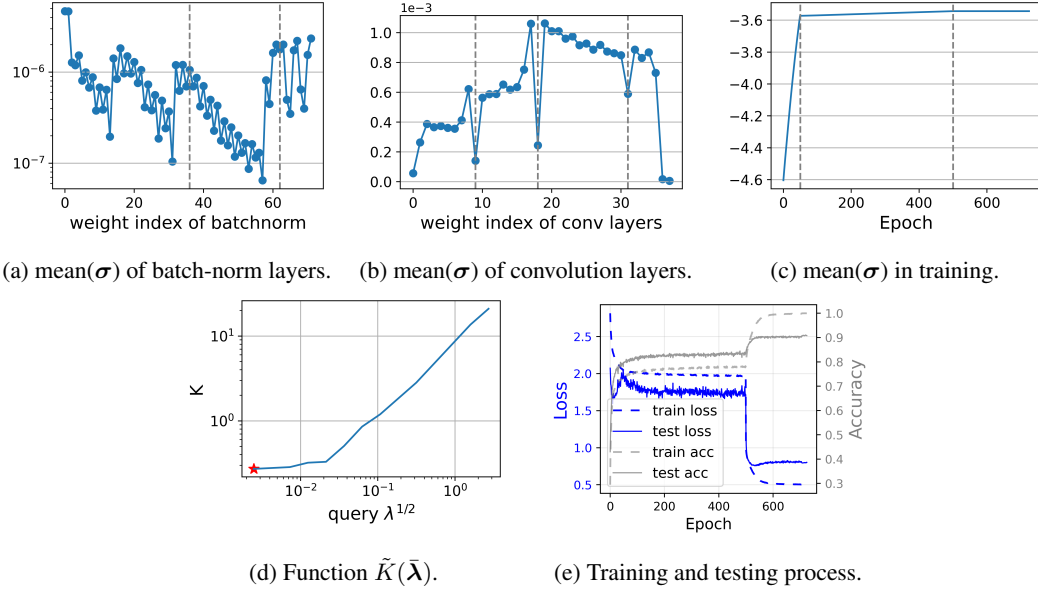 10⁻⁶
10⁻⁷
0 20 40 60
weight index of batchnorm
1e−3
1.0
0.8
0.6
0.4
0.2
0.0
0 10 20 30
weight index of conv layers
−3.6
−3.8
−4.0
−4.2
−4.4
−4.6
0 200 400 600
Epoch
(a) mean(σ) of batch-norm layers.
(b) mean(σ) of convolution layers.
(c) mean(σ) in training.
K
10¹
10⁰
10⁻² 10⁻¹ 10⁰
query λ^{1/2}
Loss
2.5
2.0
1.5
1.0
0.5
train loss
test loss
train acc
test acc
1.0
0.9
0.8
0.7
0.6
0.5
0.4
0.3
Accuracy
0 200 400 600
Epoch
(d) Function K̃(λ̄).
(e) Training and testing process.